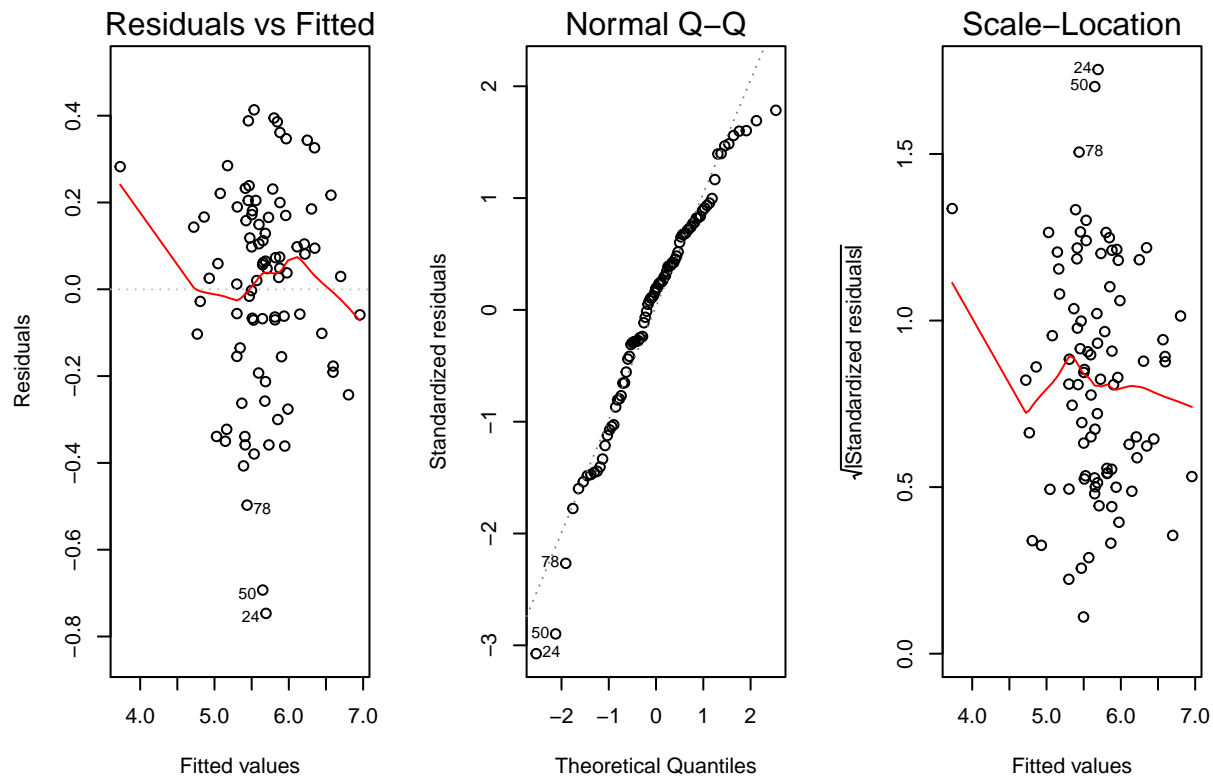 Residuals vs Fitted
Residuals
−0.8 −0.6 −0.4 −0.2 0.0 0.2 0.4
78
50
24
4.0 5.0 6.0 7.0
Fitted values
Normal Q−Q
Standardized residuals
−3 −2 −1 0 1 2
78
50
24
−2 −1 0 1 2
Theoretical Quantiles
Scale−Location
√|Standardized residuals|
0.0 0.5 1.0 1.5
24
50
78
4.0 5.0 6.0 7.0
Fitted values